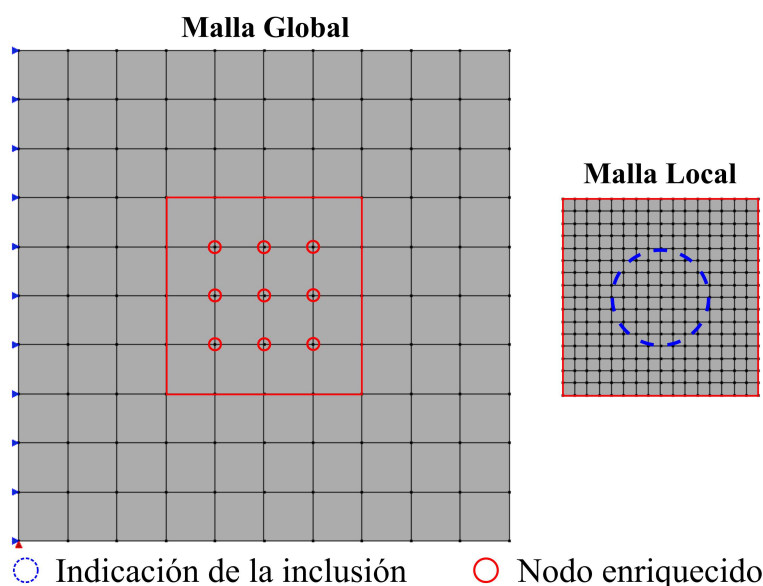 Malla Global
Malla Local
Indicación de la inclusión
Nodo enriquecido